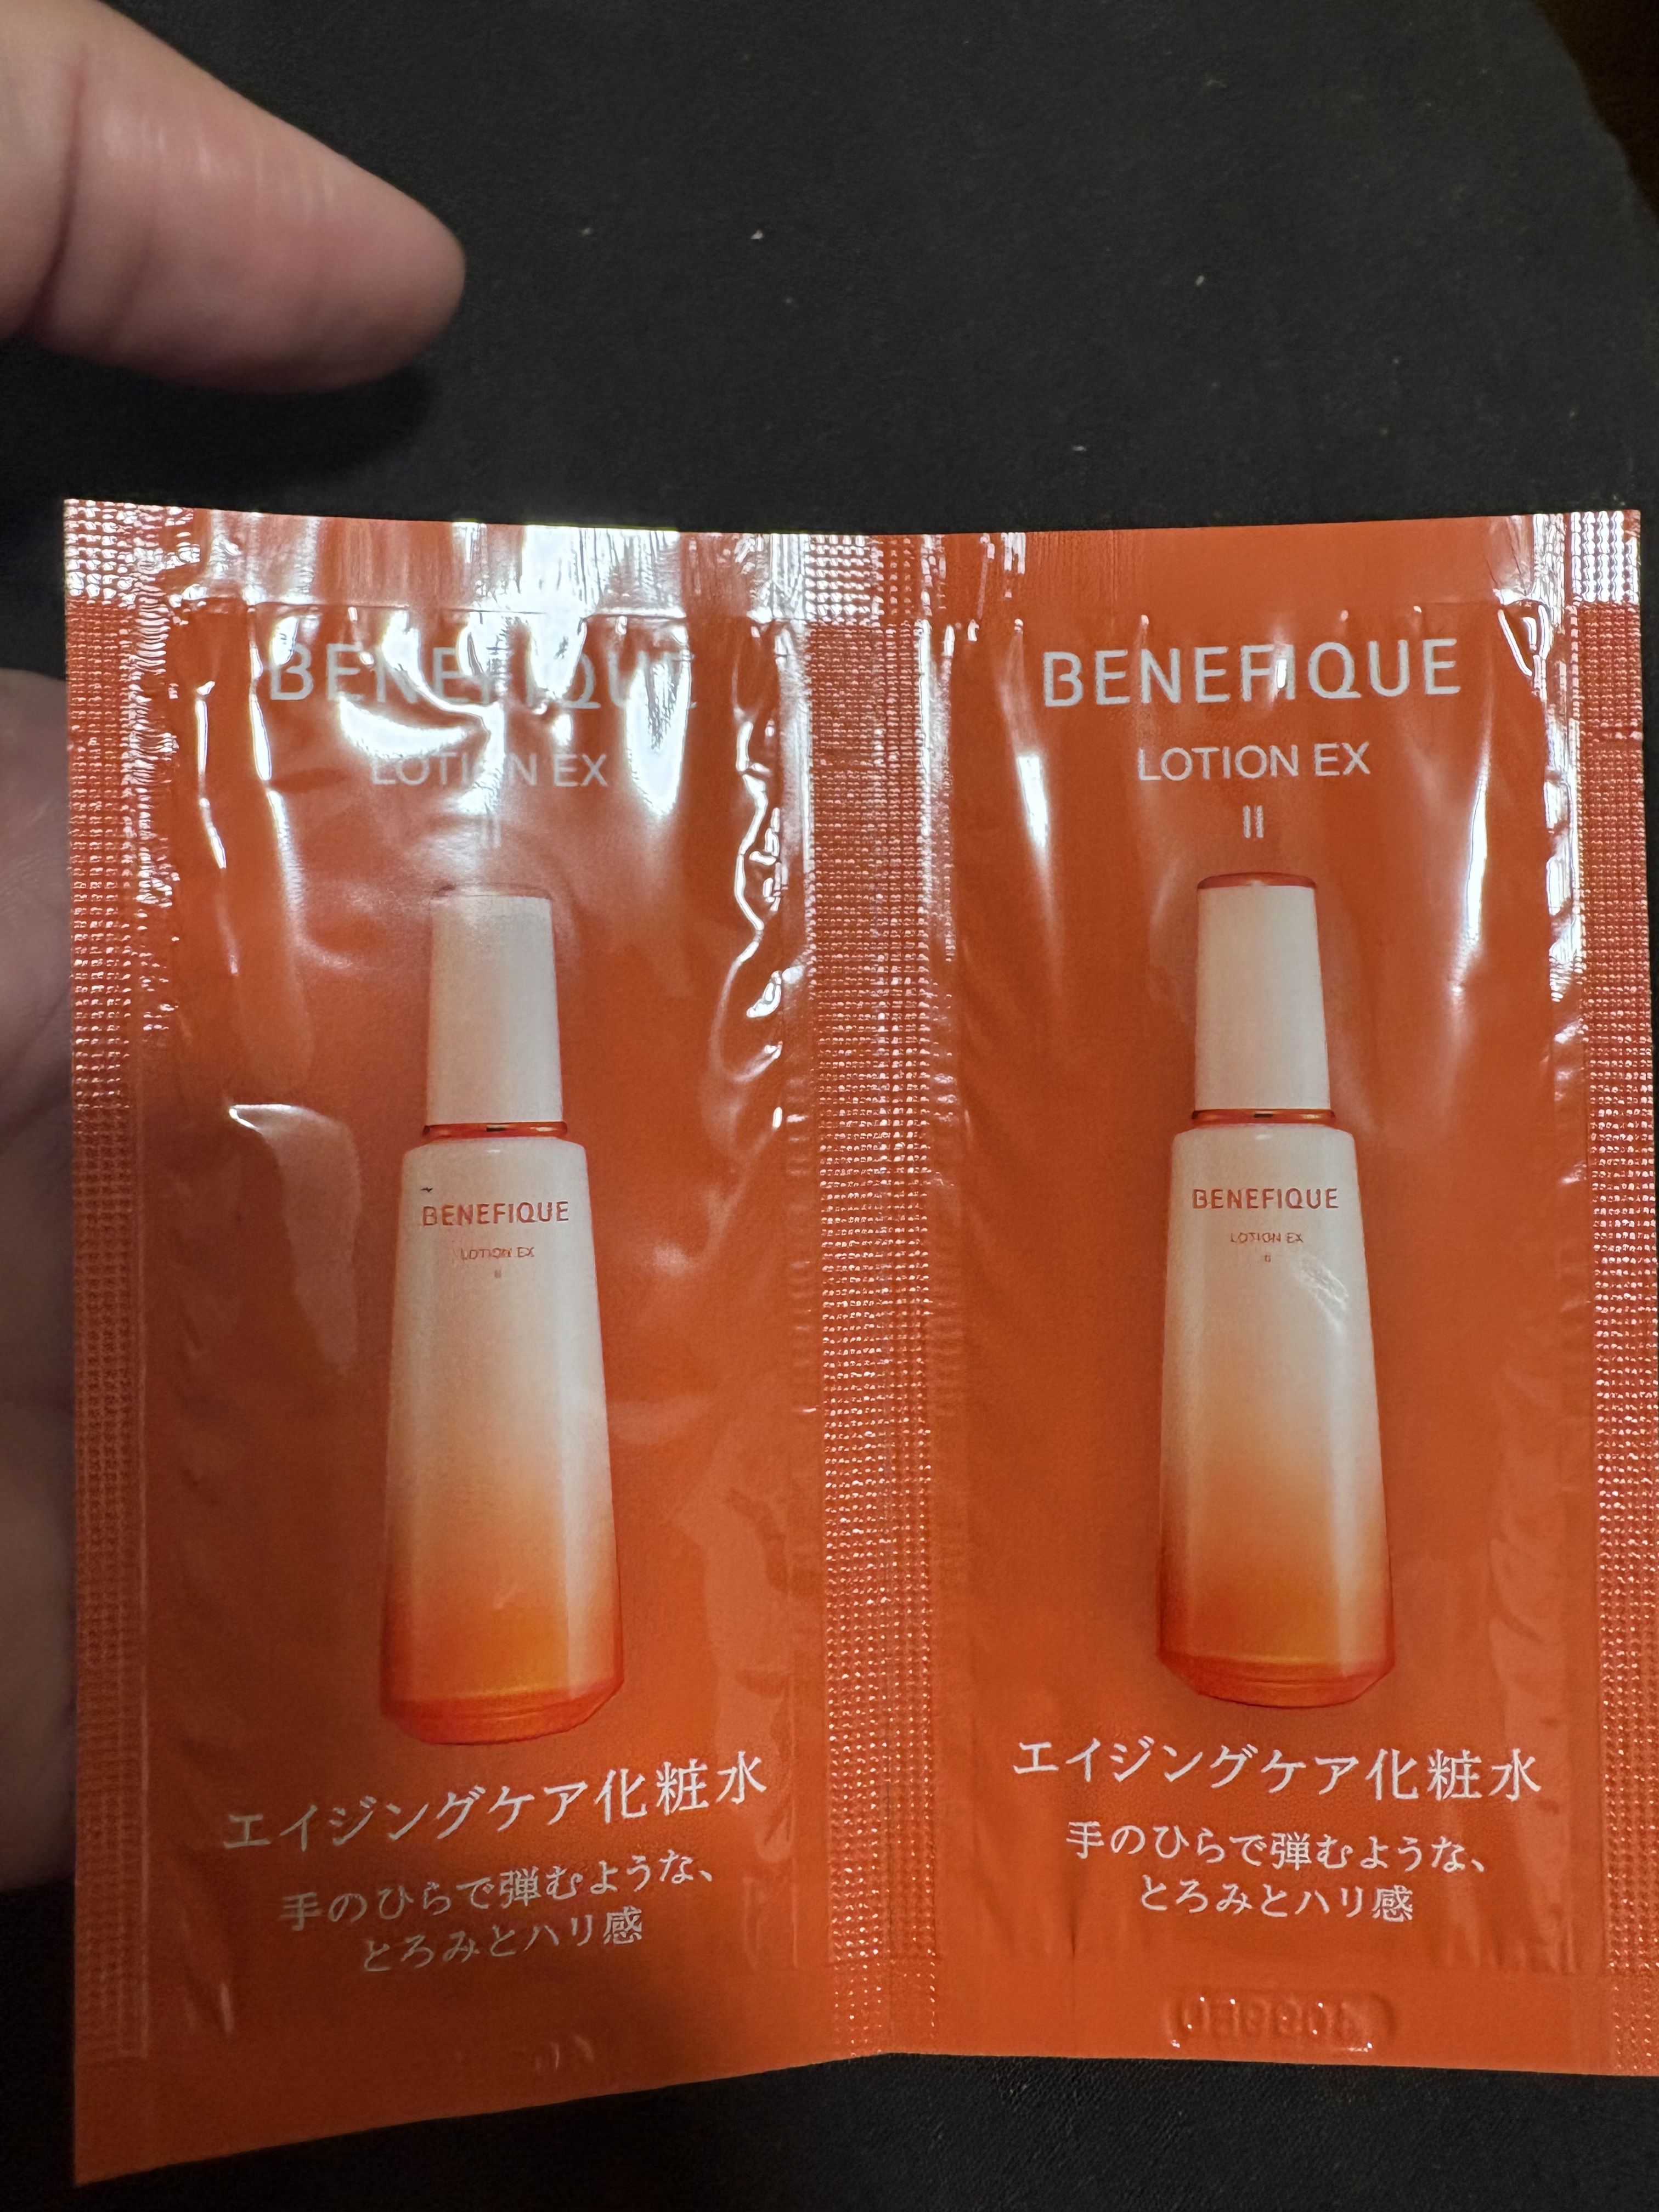 BENEFIQUE
LOTION EX
II
BENEFIQUE
LOTION EX
II
エイジングケア化粧水
手のひらで弾むような、
とろみとハリ感
BENEFIQUE
LOTION EX
II
BENEFIQUE
LOTION EX
II
エイジングケア化粧水
手のひらで弾むような、
とろみとハリ感